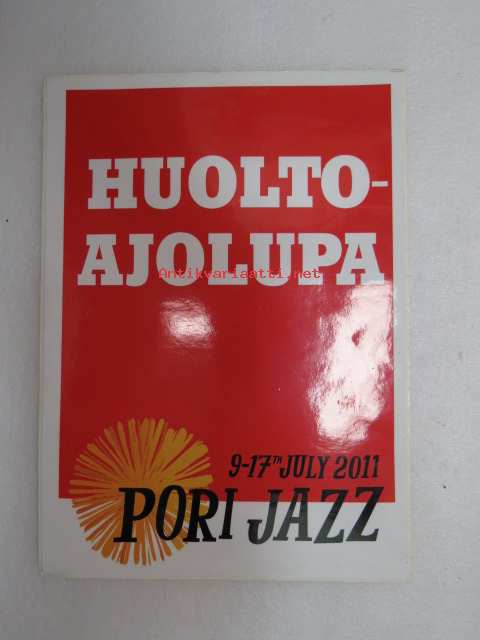 HUOLTO-
AJOLUPA
Antikvariaatti.net
9-17TH JULY 2011
PORI JAZZ